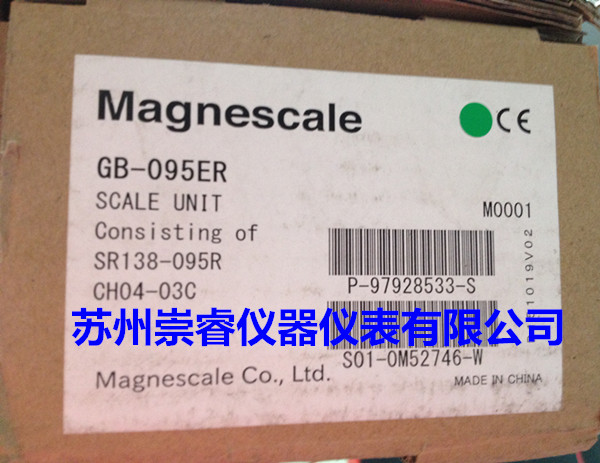 Magnescale
CE
GB-095ER
SCALE UNIT
M0001
Consisting of
SR138-095R
P-97928533-S
CH04-03C
苏州崇睿仪器仪表有限公司
S01-0M52746-W
Magnescale Co., Ltd.
MADE IN CHINA
1019V02